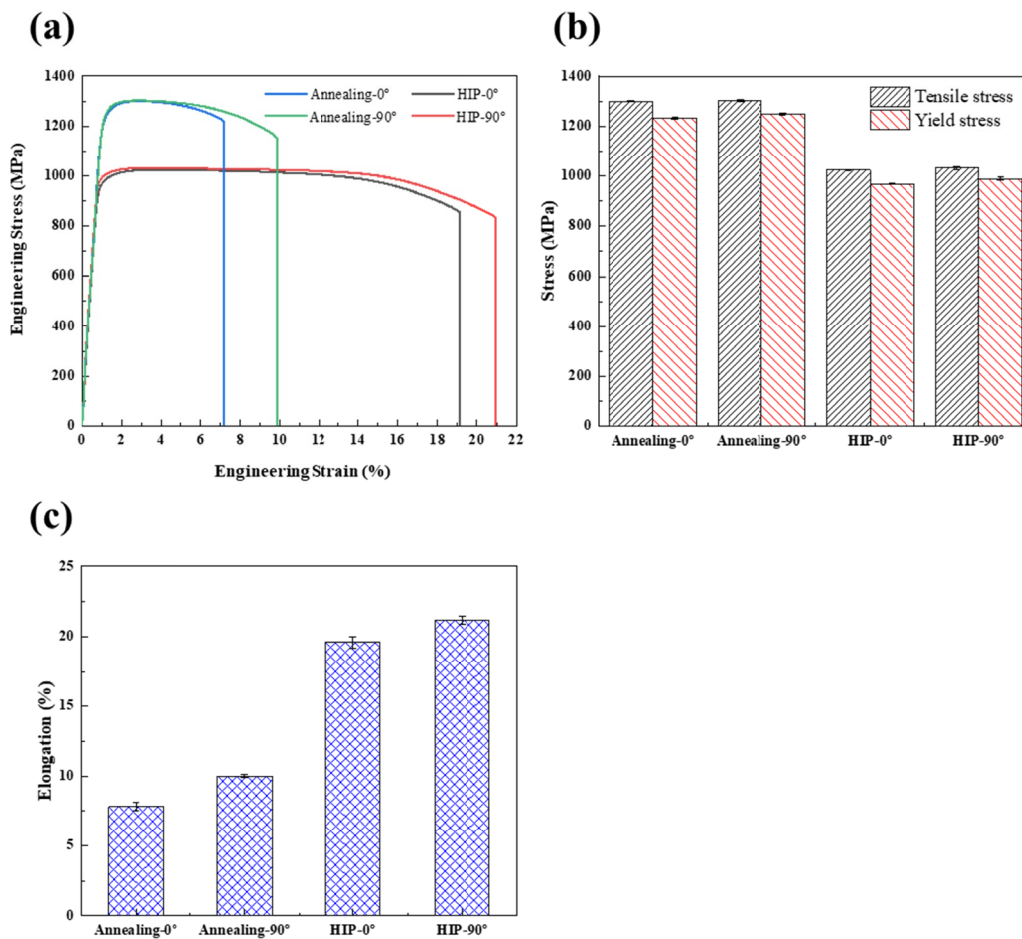 (a)
1400
1200
1000
800
600
400
200
0
Engineering Stress (MPa)
Annealing-0° HIP-0°
Annealing-90° HIP-90°
0 2 4 6 8 10 12 14 16 18 20 22
Engineering Strain (%)
(b)
1400
1200
1000
800
600
400
200
0
Stress (MPa)
Tensile stress
Yield stress
Annealing-0° Annealing-90° HIP-0° HIP-90°
(c)
25
20
15
10
5
0
Elongation (%)
Annealing-0° Annealing-90° HIP-0° HIP-90°